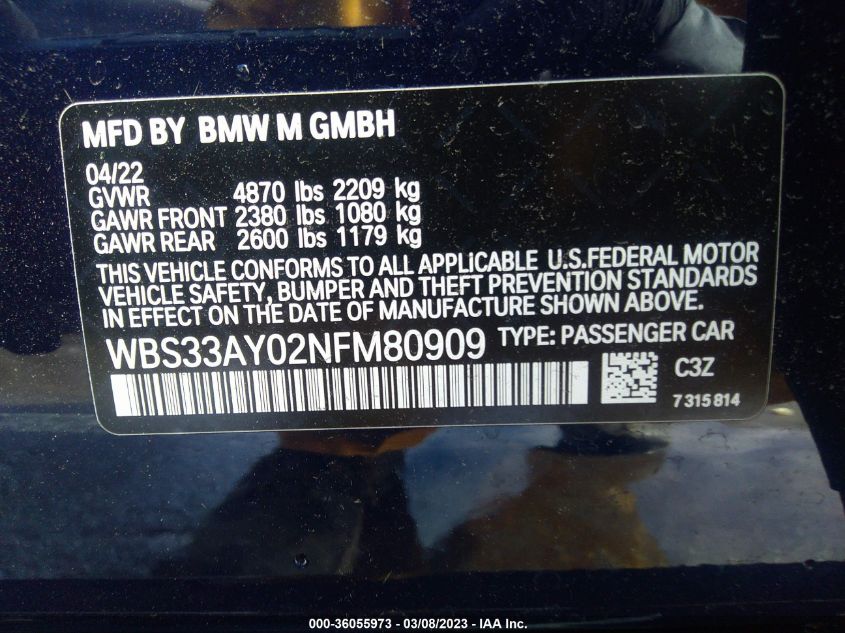 MFD BY BMW M GMBH
04/22
GVWR 4870 lbs 2209 kg
GAWR FRONT 2380 lbs 1080 kg
GAWR REAR 2600 lbs 1179 kg
THIS VEHICLE CONFORMS TO ALL APPLICABLE U.S.FEDERAL MOTOR
VEHICLE SAFETY, BUMPER AND THEFT PREVENTION STANDARDS
IN EFFECT ON THE DATE OF MANUFACTURE SHOWN ABOVE.
WBS33AY02NFM80909 TYPE: PASSENGER CAR
C3Z
7 315 814
000-36055973 — 03/08/2023 — IAA Inc.